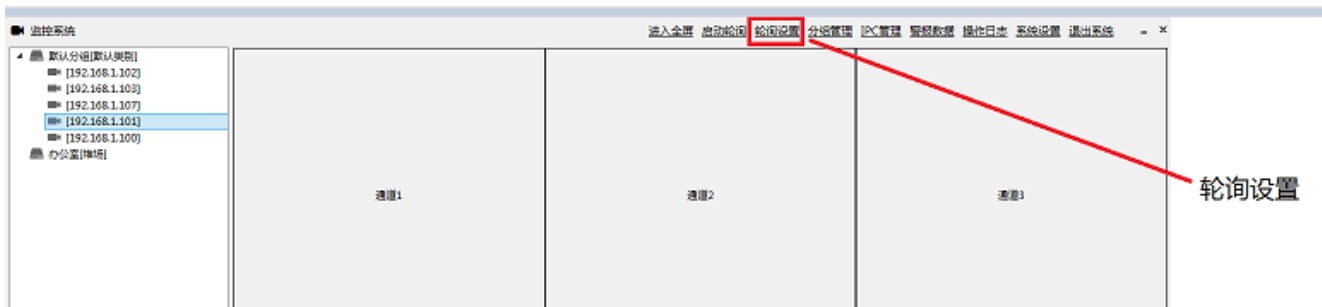 监控系统
进入全屏 启动轮询 轮询设置 分组管理 IPC管理 警报数据 操作日志 系统设置 退出系统
默认分组[默认类别]
[192.168.1.102]
[192.168.1.103]
[192.168.1.107]
[192.168.1.101]
[192.168.1.100]
办公室[堆场]
通道1
通道2
通道3
轮询设置